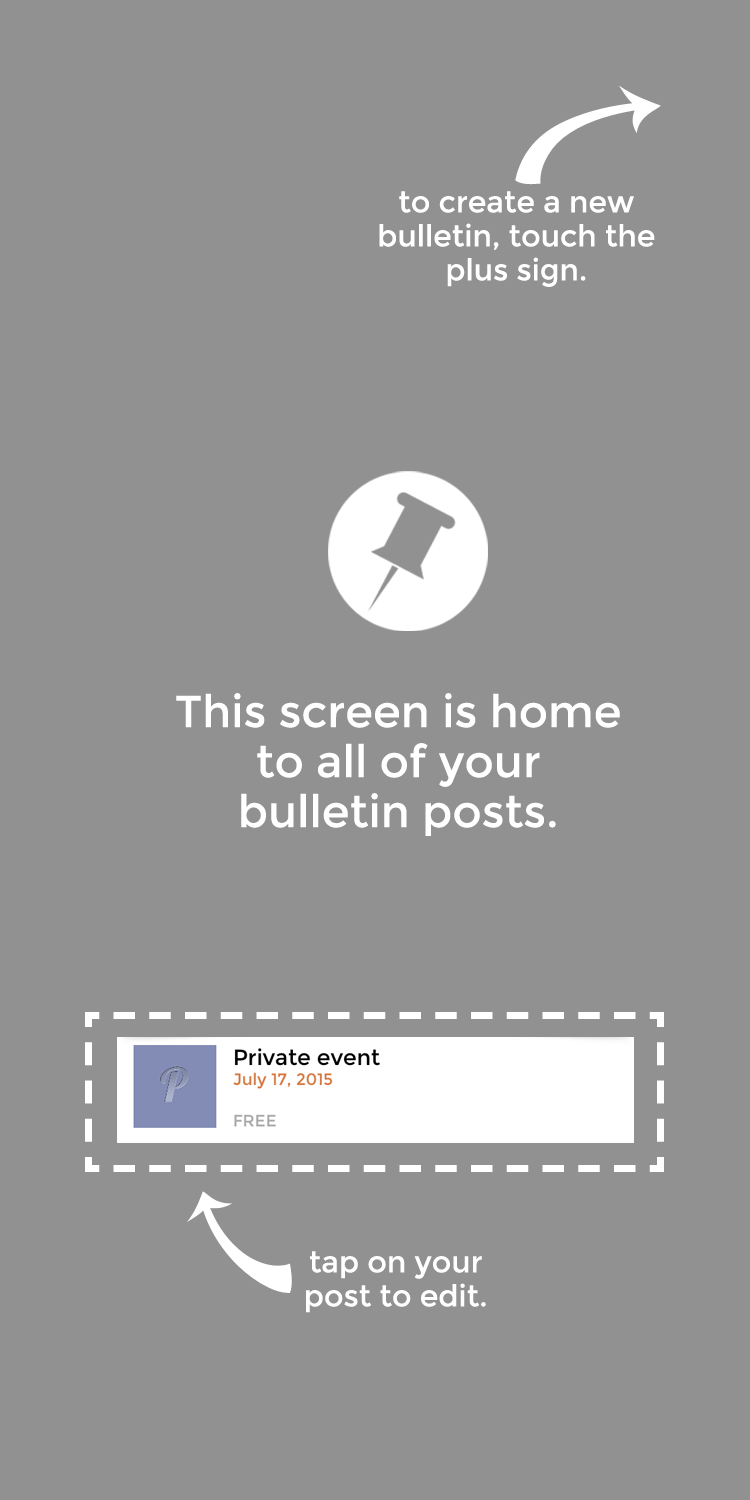 to create a new
bulletin, touch the
plus sign.
This screen is home
to all of your
bulletin posts.
P
Private event
July 17, 2015
FREE
tap on your
post to edit.